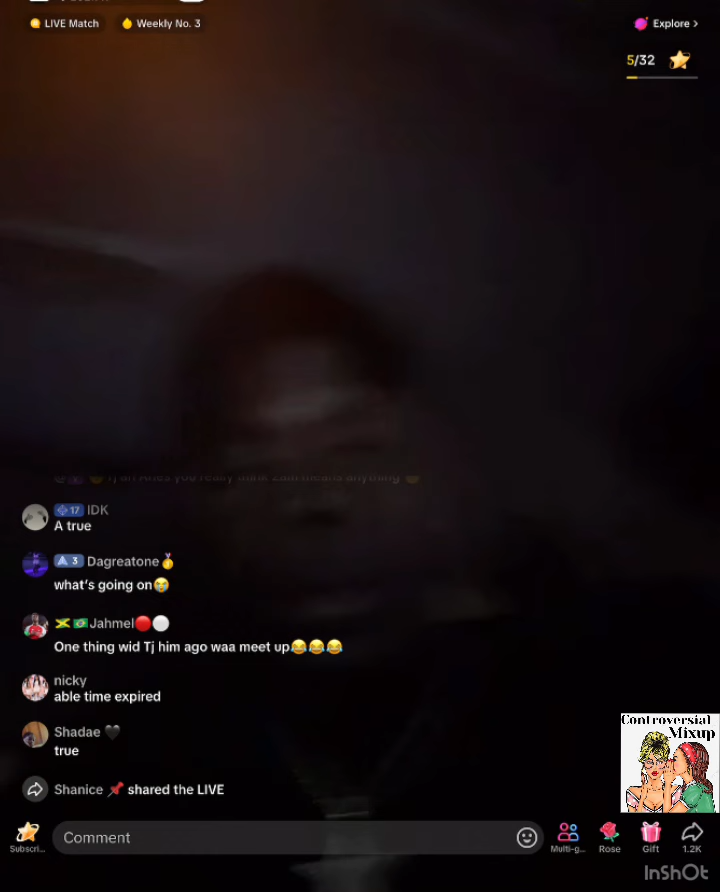 LIVE Match
Weekly No. 3
Explore >
5/32
17 IDK
A true
3 Dagreatone🥇
what's going on😭
🇯🇲🇧🇷Jahmel🔴⚪
One thing wid Tj him ago waa meet up😂😂😂
nicky
able time expired
Shadae 🖤
true
Shanice 📌 shared the LIVE
Controversial
Mixup
Comment
Subscri...
Multi-g...
Rose
Gift
1.2K
InShOt